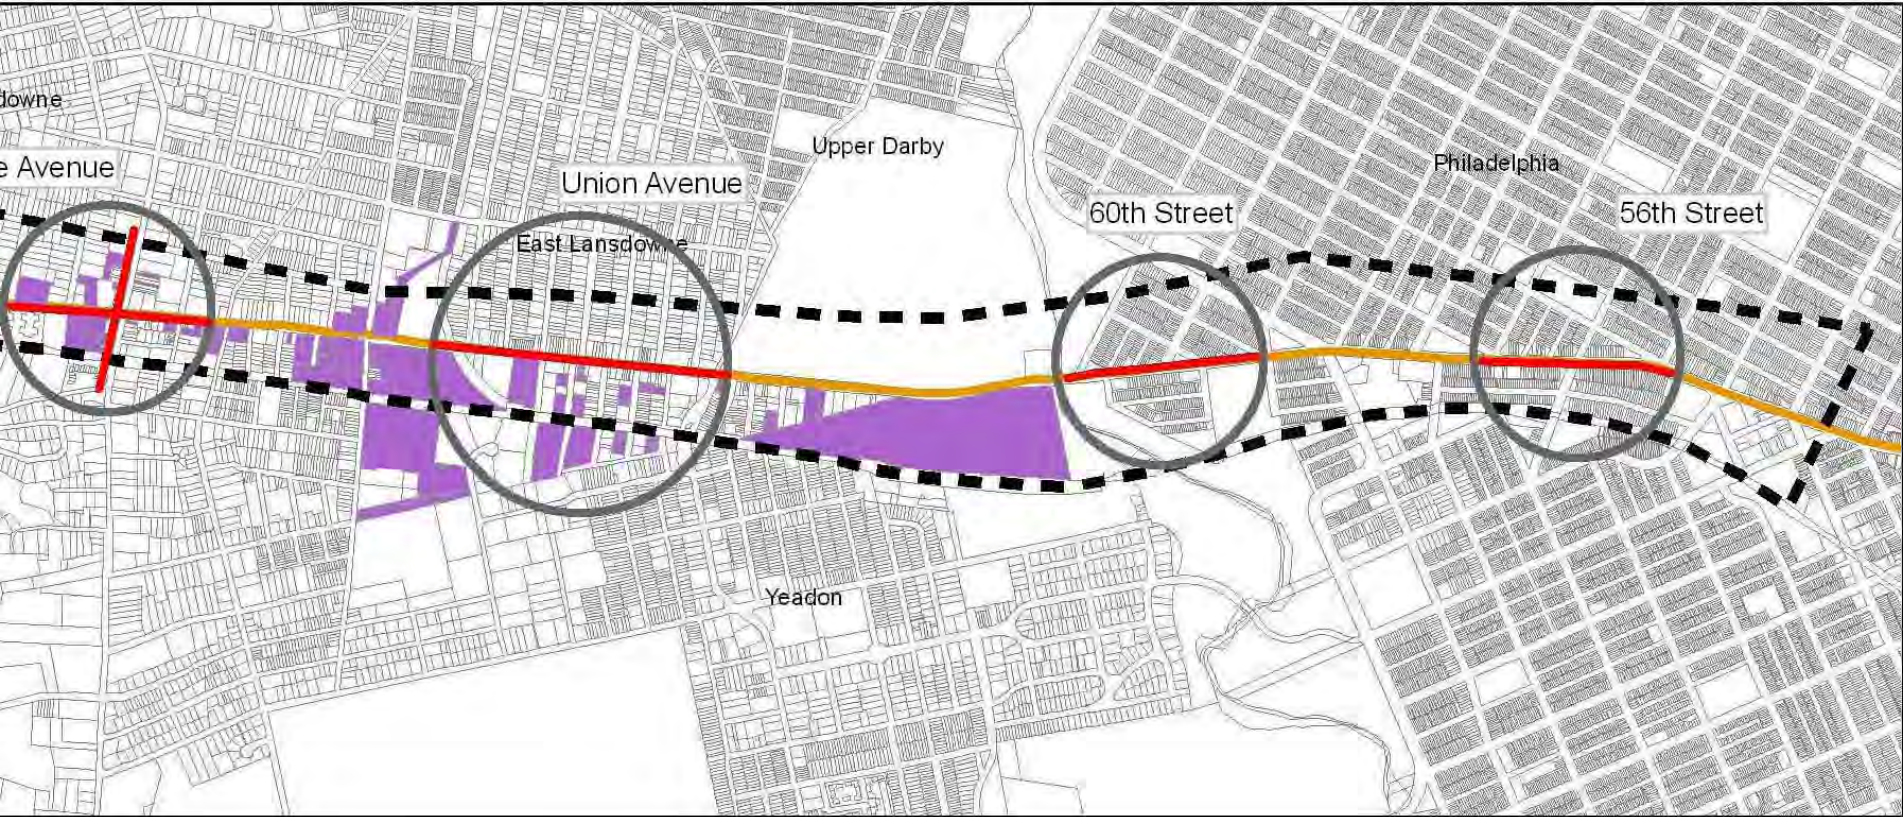 downe
e Avenue
Union Avenue
East Lansdowne
Upper Darby
60th Street
Philadelphia
56th Street
Yeadon